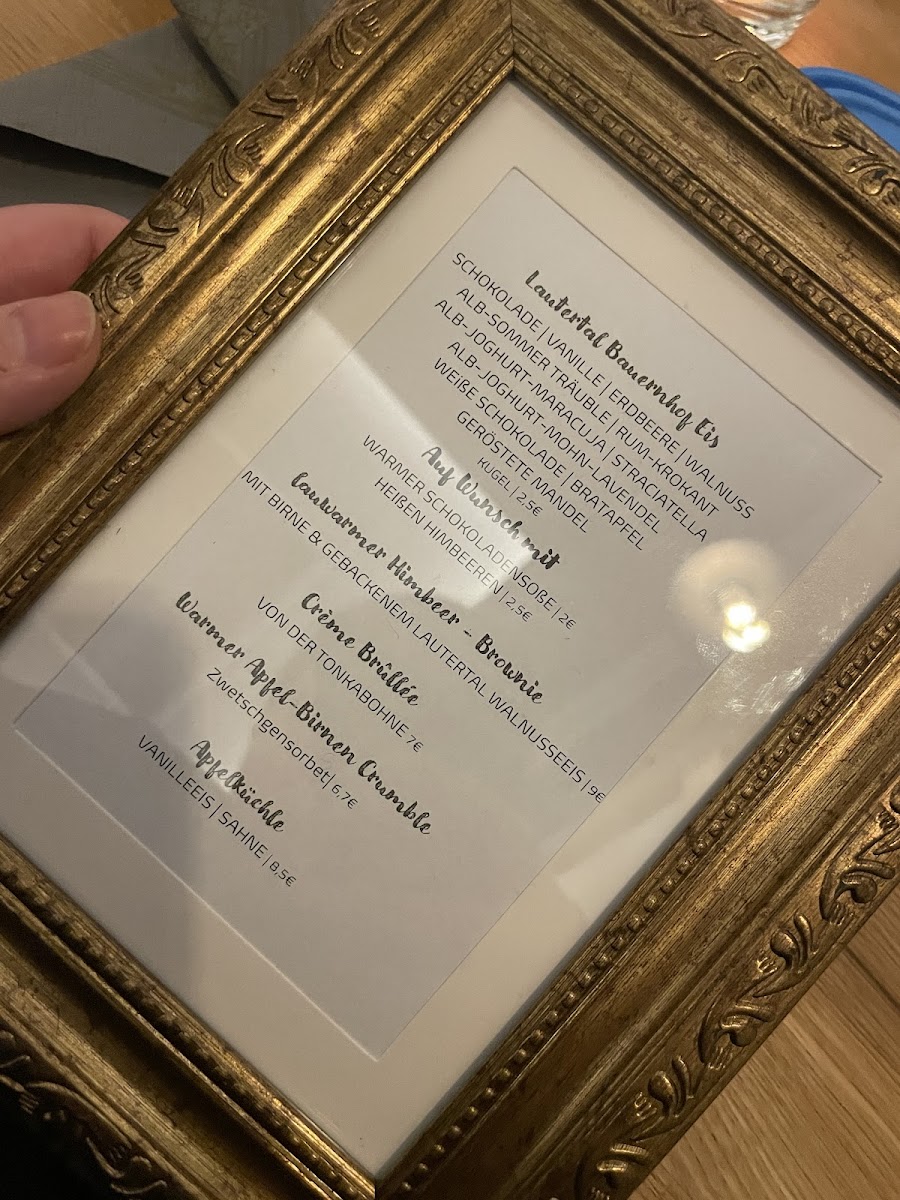 Lautertal Bauernhof Eis
SCHOKOLADE | VANILLE | ERDBEERE | WALNUSS
ALB-SOMMER TRÄUBLE | RUM-KROKANT
ALB-JOGHURT-MARACUJA | STRACIATELLA
ALB-JOGHURT-MOHN-LAVENDEL
WEIßE SCHOKOLADE | BRATAPFEL
GERÖSTETE MANDEL
KUGEL | 2,5€
Auf Wunsch mit
WARMER SCHOKOLADENSOßE | 2€
HEIßEN HIMBEEREN | 2,5€
lauwarmer Himbeer - Brownie
MIT BIRNE & GEBACKENEM LAUTERTAL WALNUSSEEIS | 9€
Crème Brûllée
VON DER TONKABOHNE 7€
Warmer Apfel-Birnen Crumble
Zwetschgensorbet| 6,7€
Apfelküchle
VANILLEEIS | SAHNE | 8,5€